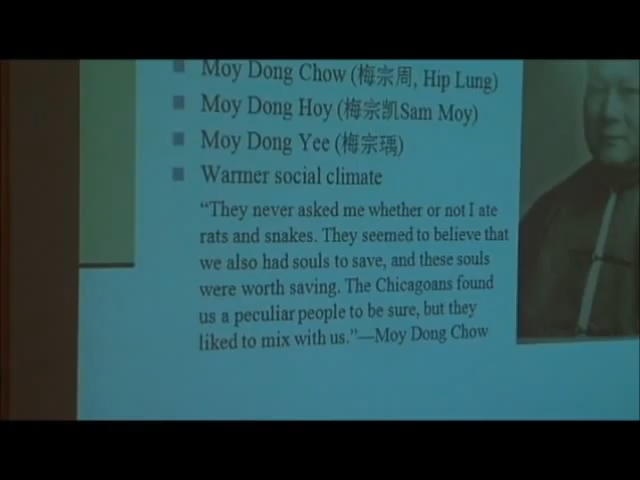 Moy Dong Chow (梅宗周, Hip Lung)
Moy Dong Hoy (梅宗凯Sam Moy)
Moy Dong Yee (梅宗瑀)
Warmer social climate
“They never asked me whether or not I ate
rats and snakes. They seemed to believe that
we also had souls to save, and these souls
were worth saving. The Chicagoans found
us a peculiar people to be sure, but they
liked to mix with us.”—Moy Dong Chow